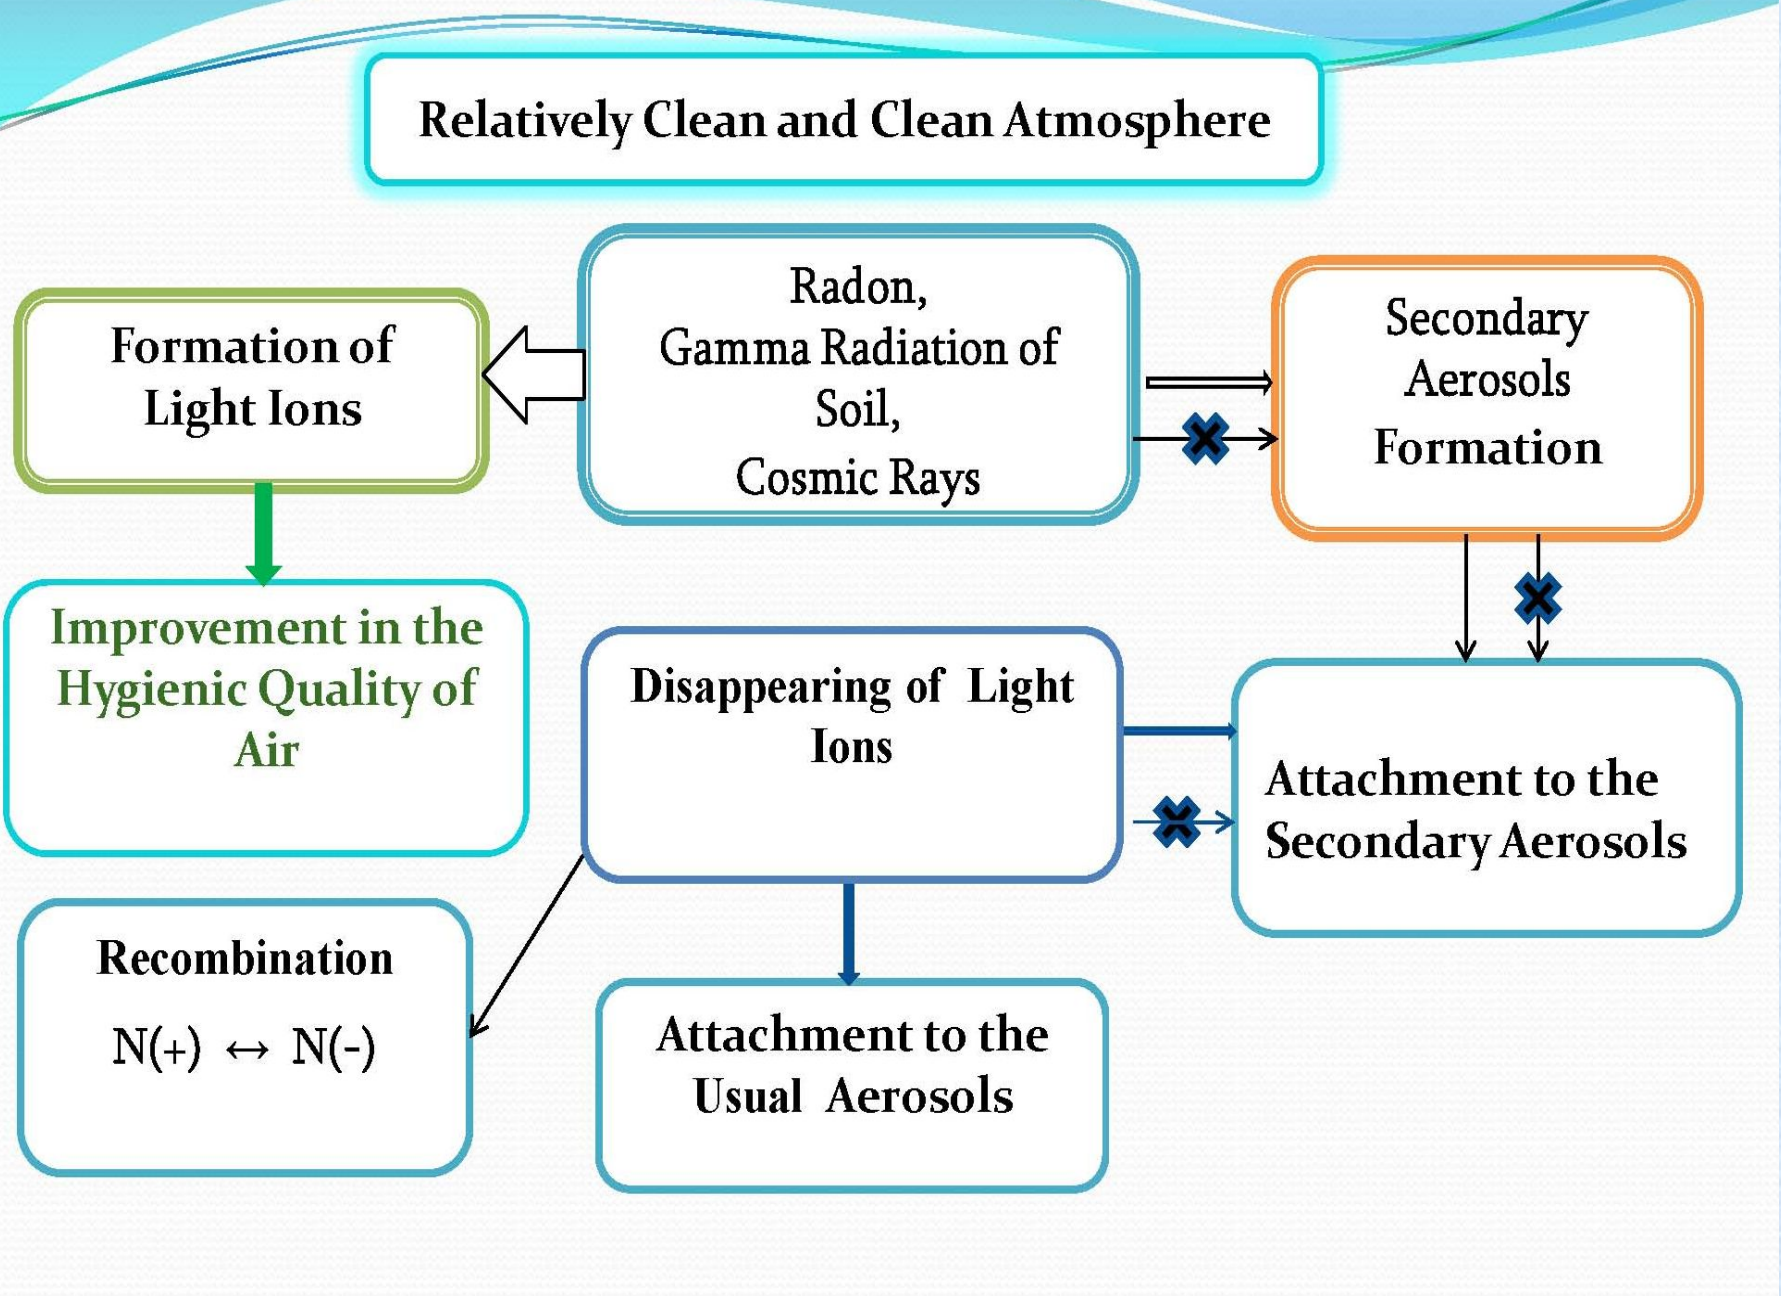 Relatively Clean and Clean Atmosphere
Formation of
Light Ions
Radon,
Gamma Radiation of
Soil,
Cosmic Rays
Secondary
Aerosols
Formation
Improvement in the
Hygienic Quality of
Air
Disappearing of Light
Ions
Attachment to the
Secondary Aerosols
Recombination
N(+) ↔ N(-)
Attachment to the
Usual Aerosols